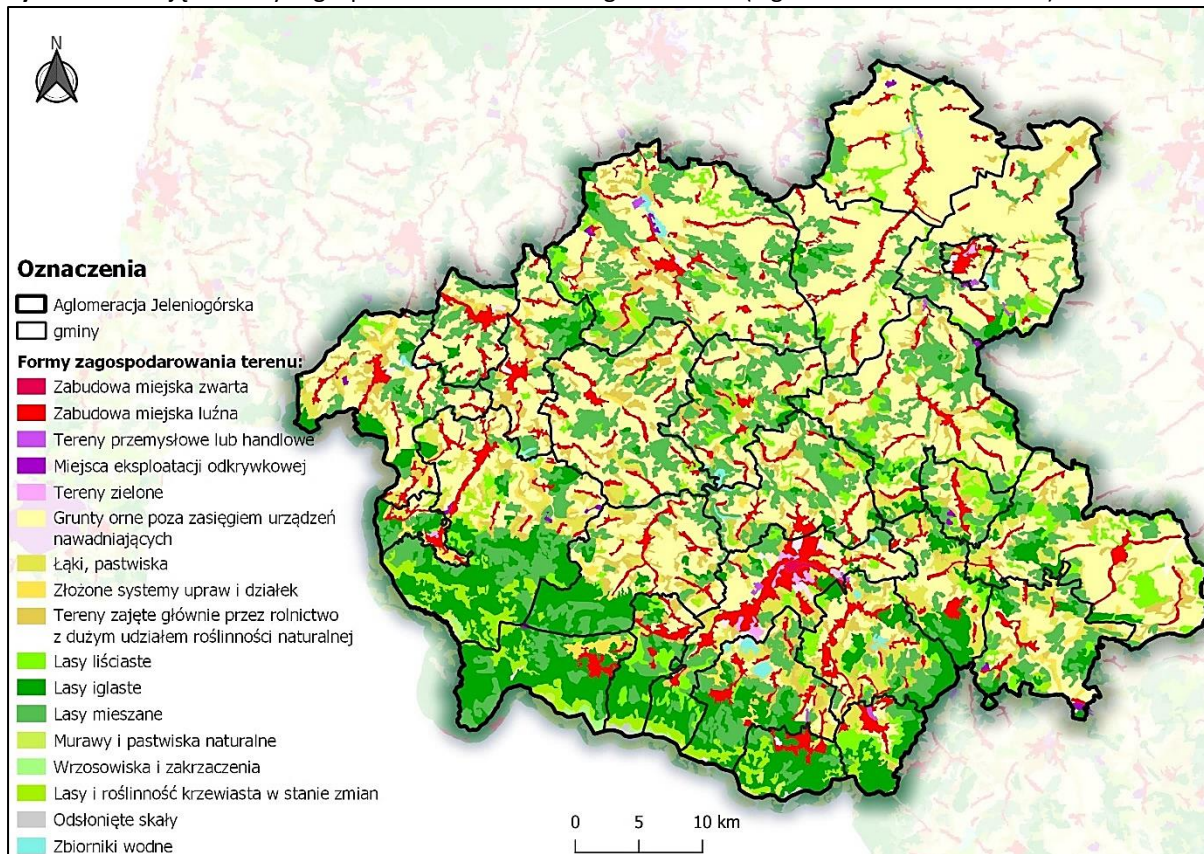 N
Oznaczenia
Aglomeracja Jeleniogórska
gminy
Formy zagospodarowania terenu:
Zabudowa miejska zwarta
Zabudowa miejska luźna
Tereny przemysłowe lub handlowe
Miejsca eksploatacji odkrywkowej
Tereny zielone
Grunty orne poza zasięgiem urządzeń
nawadniających
Łąki, pastwiska
Złożone systemy upraw i działek
Tereny zajęte głównie przez rolnictwo
z dużym udziałem roślinności naturalnej
Lasy liściaste
Lasy iglaste
Lasy mieszane
Murawy i pastwiska naturalne
Wrzosowiska i zakrzaczenia
Lasy i roślinność krzewiasta w stanie zmian
Odsłonięte skały
Zbiorniki wodne
0 5 10 km